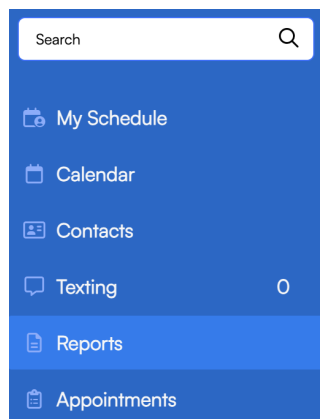 Search
My Schedule
Calendar
Contacts
Texting 0
Reports
Appointments